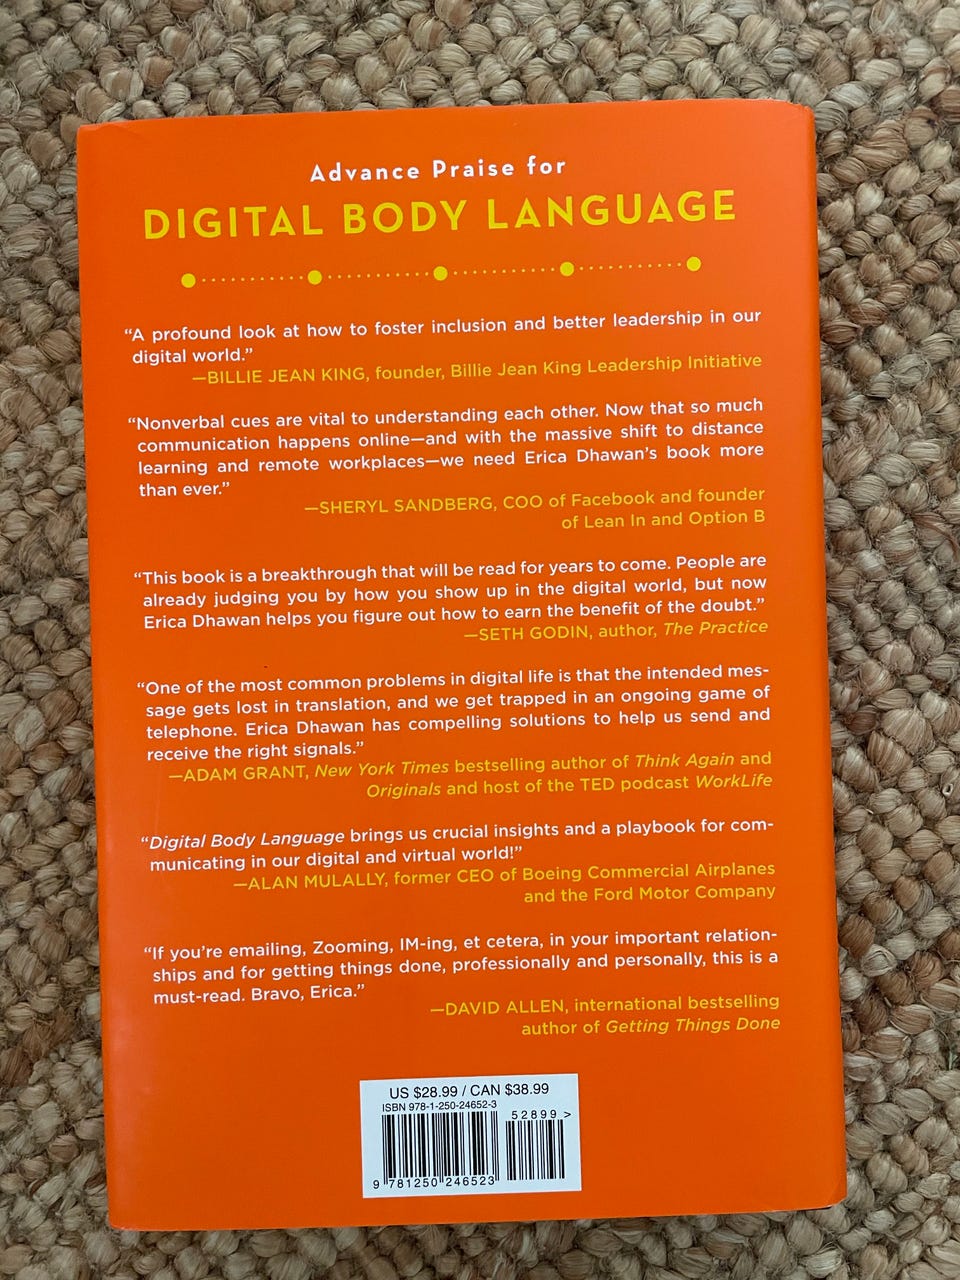 Advance Praise for
DIGITAL BODY LANGUAGE
“A profound look at how to foster inclusion and better leadership in our
digital world.”
—BILLIE JEAN KING, founder, Billie Jean King Leadership Initiative
“Nonverbal cues are vital to understanding each other. Now that so much
communication happens online—and with the massive shift to distance
learning and remote workplaces—we need Erica Dhawan’s book more
than ever.”
—SHERYL SANDBERG, COO of Facebook and founder
of Lean In and Option B
“This book is a breakthrough that will be read for years to come. People are
already judging you by how you show up in the digital world, but now
Erica Dhawan helps you figure out how to earn the benefit of the doubt.”
—SETH GODIN, author, The Practice
“One of the most common problems in digital life is that the intended mes-
sage gets lost in translation, and we get trapped in an ongoing game of
telephone. Erica Dhawan has compelling solutions to help us send and
receive the right signals.”
—ADAM GRANT, New York Times bestselling author of Think Again and
Originals and host of the TED podcast WorkLife
“Digital Body Language brings us crucial insights and a playbook for com-
municating in our digital and virtual world!”
—ALAN MULALLY, former CEO of Boeing Commercial Airplanes
and the Ford Motor Company
“If you’re emailing, Zooming, IM-ing, et cetera, in your important relation-
ships and for getting things done, professionally and personally, this is a
must-read. Bravo, Erica.”
—DAVID ALLEN, international bestselling
author of Getting Things Done
US $28.99 / CAN $38.99
ISBN 978-1-250-24652-3
52899>
9 781250 246523